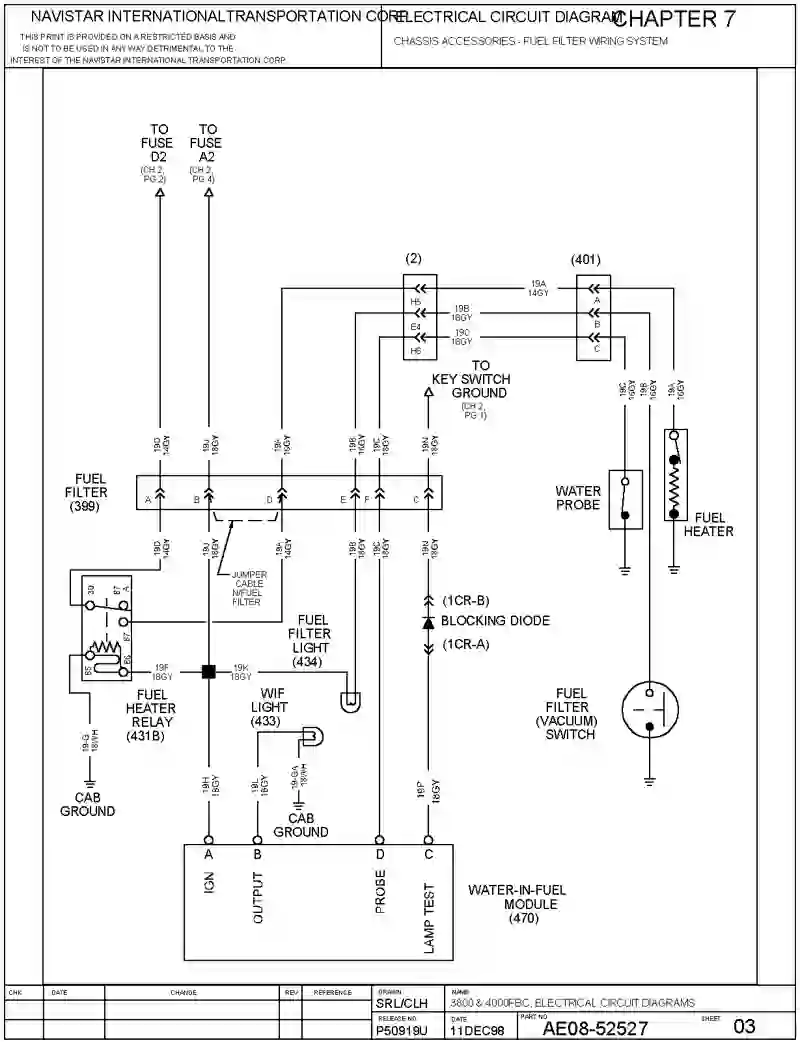 NAVISTAR INTERNATIONAL TRANSPORTATION CORP.
THIS PRINT IS PROVIDED ON A RESTRICTED BASIS AND
IS NOT TO BE USED IN ANY WAY DETRIMENTAL TO THE
INTEREST OF THE NAVISTAR INTERNATIONAL TRANSPORTATION CORP.
ELECTRICAL CIRCUIT DIAGRAM
CHAPTER 7
CHASSIS ACCESSORIES - FUEL FILTER WIRING SYSTEM
TO
FUSE
D2
(CH 2,
PG 2)
TO
FUSE
A2
(CH 2,
PG 4)
(2)
(401)
H5
E4
H6
19A
14GY
19B
18GY
19C
18GY
A
B
C
TO
KEY SWITCH
GROUND
(CH 2,
PG 1)
19C
16GY
19B
16GY
19A
16GY
19D
14GY
19J
18GY
16GY
19B
16GY
19C
18GY
19N
18GY
FUEL
FILTER
(399)
A
B
D
E
F
C
WATER
PROBE
FUEL
HEATER
19D
14GY
19J
18GY
19A
14GY
19B
18GY
19C
18GY
19N
18GY
JUMPER
CABLE
N/FUEL
FILTER
30
87
A
87
85
86
(1CR-B)
BLOCKING DIODE
(1CR-A)
FUEL
FILTER
LIGHT
(434)
19F
18GY
19K
18GY
FUEL
HEATER
RELAY
(431B)
WIF
LIGHT
(433)
FUEL
FILTER
(VACUUM)
SWITCH
19-G
18WH
CAB
GROUND
19H
18GY
19L
18GY
19-GA
18WH
CAB
GROUND
19P
18GY
A
B
D
C
IGN
OUTPUT
PROBE
LAMP TEST
WATER-IN-FUEL
MODULE
(470)
CHK
DATE
CHANGE
REV
REFERENCE
DRAWN
SRL/CLH
NAME
3800 & 4000FBC, ELECTRICAL CIRCUIT DIAGRAMS
RELEASE NO.
P50919U
DATE
11DEC98
PART NO.
AE08-52527
SHEET
03